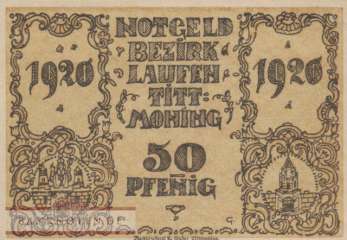 NOTGELD
BEZIRK
LAUFEN
TITT:
MONING
1920
1920
50
PFENIG